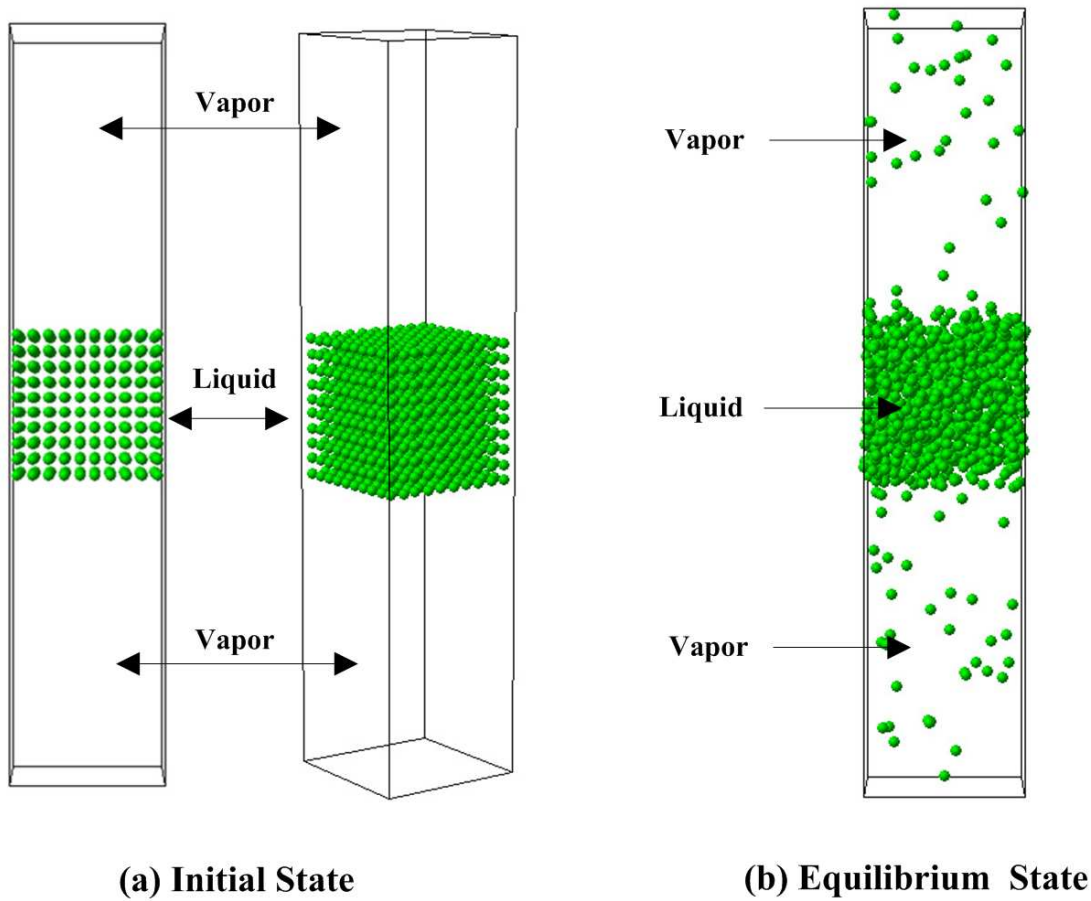 Vapor
Liquid
Vapor
(a) Initial State
Vapor
Liquid
Vapor
(b) Equilibrium State